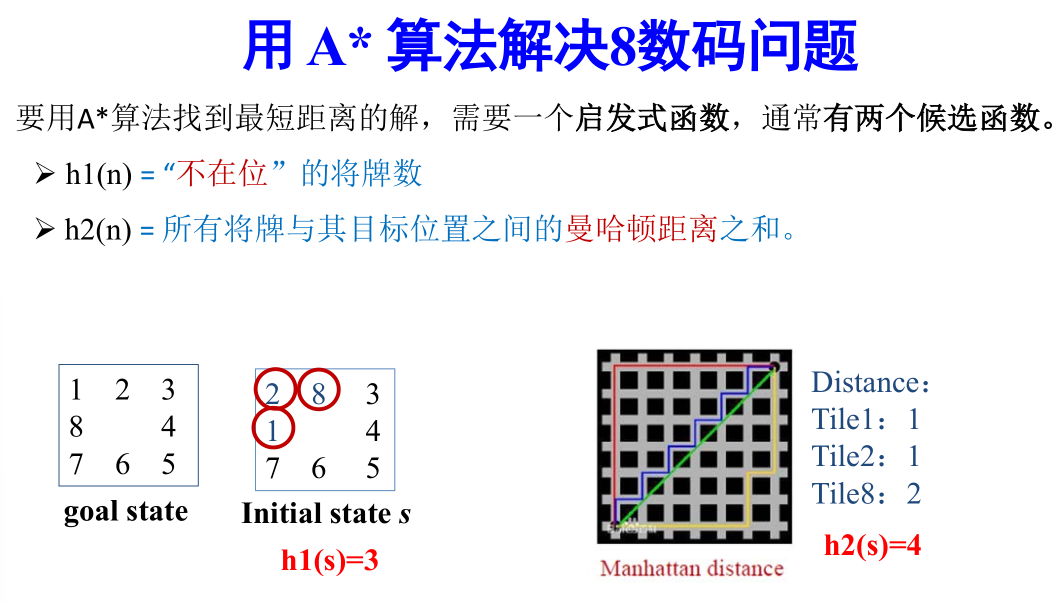 用 A* 算法解决8数码问题
要用A*算法找到最短距离的解，需要一个启发式函数，通常有两个候选函数。
➢ h1(n) = “不在位”的将牌数
➢ h2(n) = 所有将牌与其目标位置之间的曼哈顿距离之和。
1 2 3
8 4
7 6 5
goal state
2 8 3
1 4
7 6 5
Initial state s
h1(s)=3
Manhattan distance
Distance：
Tile1：1
Tile2：1
Tile8：2
h2(s)=4